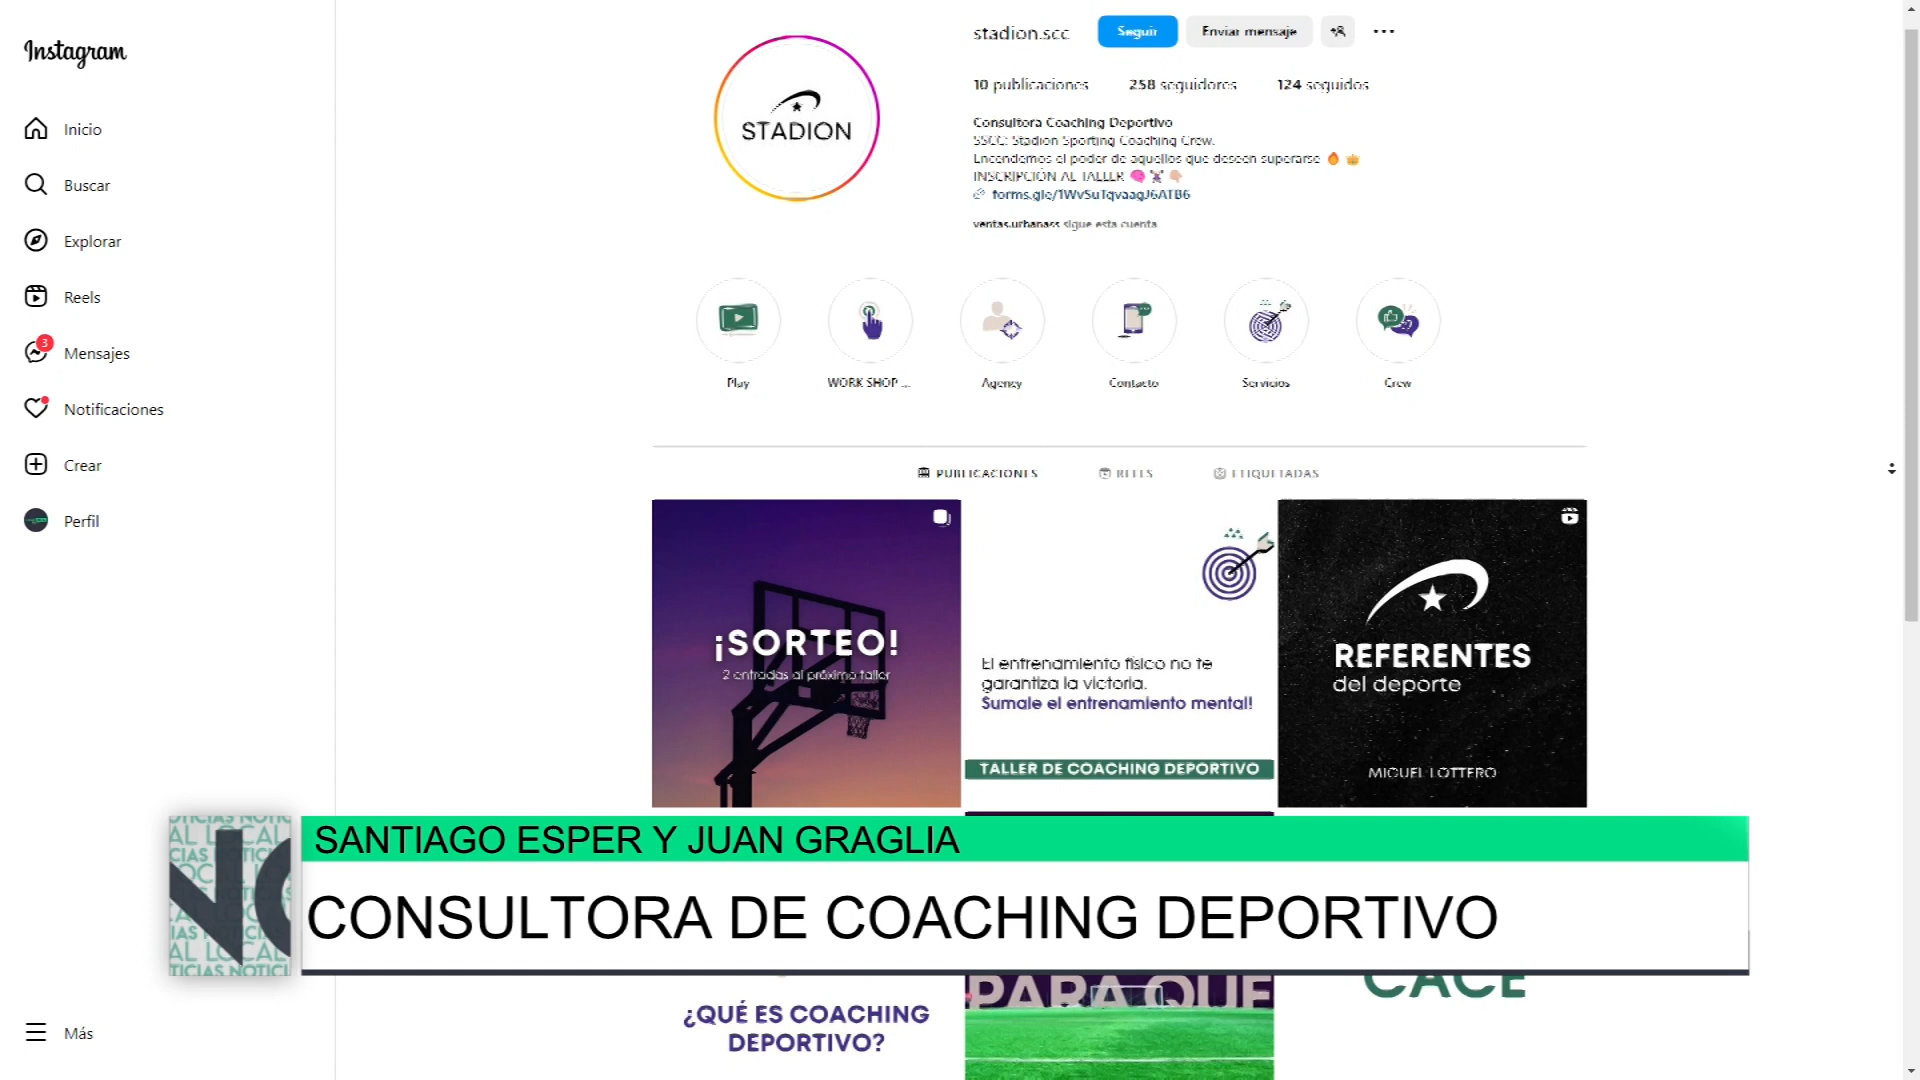 Instagram
Inicio
Buscar
Explorar
Reels
3
Mensajes
Notificaciones
Crear
Perfil
Más
STADION
stadion.scc
Seguir
Enviar mensaje
10 publicaciones
258 seguidores
124 seguidos
Consultora Coaching Deportivo
SSCC: Stadion Sporting Coaching Crew.
Encendemos el poder de aquellos que deseen superarse
INSCRIPCIÓN AL TALLER
forms.gle/1WvSuTqvaagJ6ATB6
ventas.urbanass sigue esta cuenta
Play
WORK SHOP ...
Agency
Contacto
Servicios
Crew
PUBLICACIONES
REELS
ETIQUETADAS
¡SORTEO!
2 entradas al próximo taller
El entrenamiento físico no te
garantiza la victoria.
Sumale el entrenamiento mental!
TALLER DE COACHING DEPORTIVO
REFERENTES
del deporte
MIGUEL LOTTERO
SANTIAGO ESPER Y JUAN GRAGLIA
CONSULTORA DE COACHING DEPORTIVO
¿QUÉ ES COACHING
DEPORTIVO?
PARA QUE